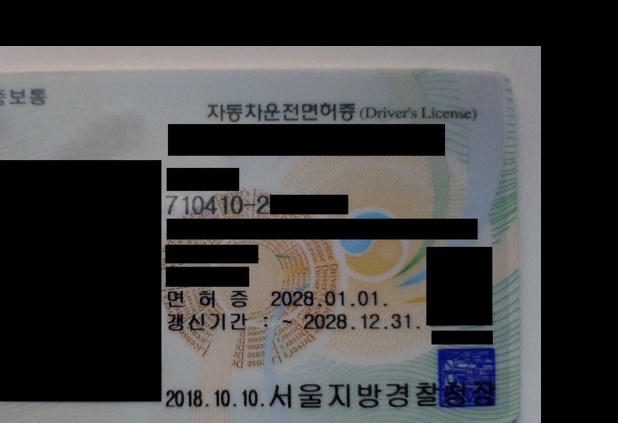 종보통
자동차운전면허증 (Driver's License)
710410-2
면 허 증 2028.01.01.
갱신기간 : ~ 2028.12.31.
2018.10.10. 서울지방경찰청장